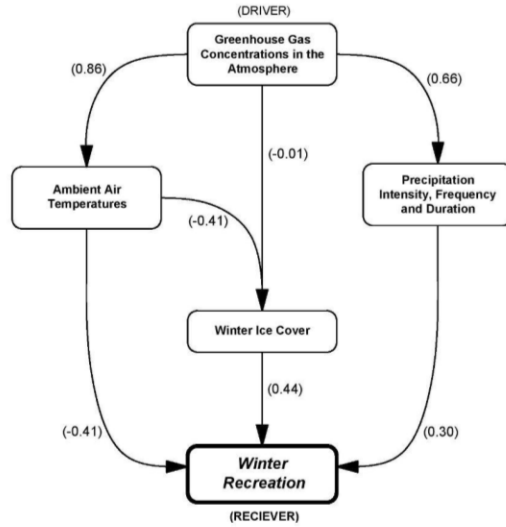 (DRIVER)
Greenhouse Gas
Concentrations in the
Atmosphere
(0.86)
(0.66)
(-0.01)
Ambient Air
Temperatures
Precipitation
Intensity, Frequency
and Duration
(-0.41)
Winter Ice Cover
(0.44)
(-0.41)
(0.30)
Winter
Recreation
(RECIEVER)